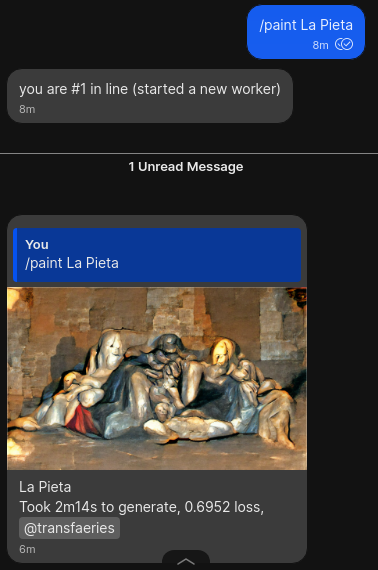 /paint La Pieta
8m
you are #1 in line (started a new worker)
8m
1 Unread Message
You
/paint La Pieta
La Pieta
Took 2m14s to generate, 0.6952 loss,
@transfaeries
6m